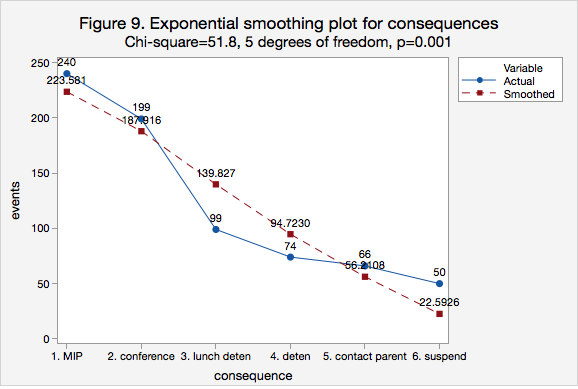 Figure 9. Exponential smoothing plot for consequences
Chi-square=51.8, 5 degrees of freedom, p=0.001
Variable
Actual
Smoothed
events
250
200
150
100
50
0
240
223.581
199
187.916
139.827
99
94.7230
74
66
56.2408
50
22.5926
1. MIP 2. conference 3. lunch deten 4. deten 5. contact parent 6. suspend
consequence